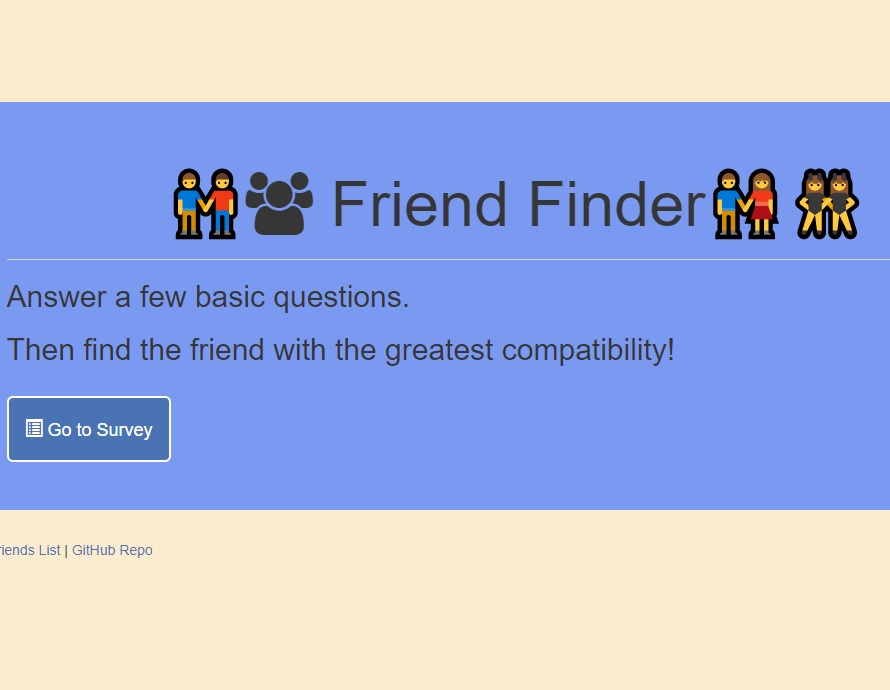 Friend Finder
Answer a few basic questions.
Then find the friend with the greatest compatibility!
Go to Survey
riends List | GitHub Repo